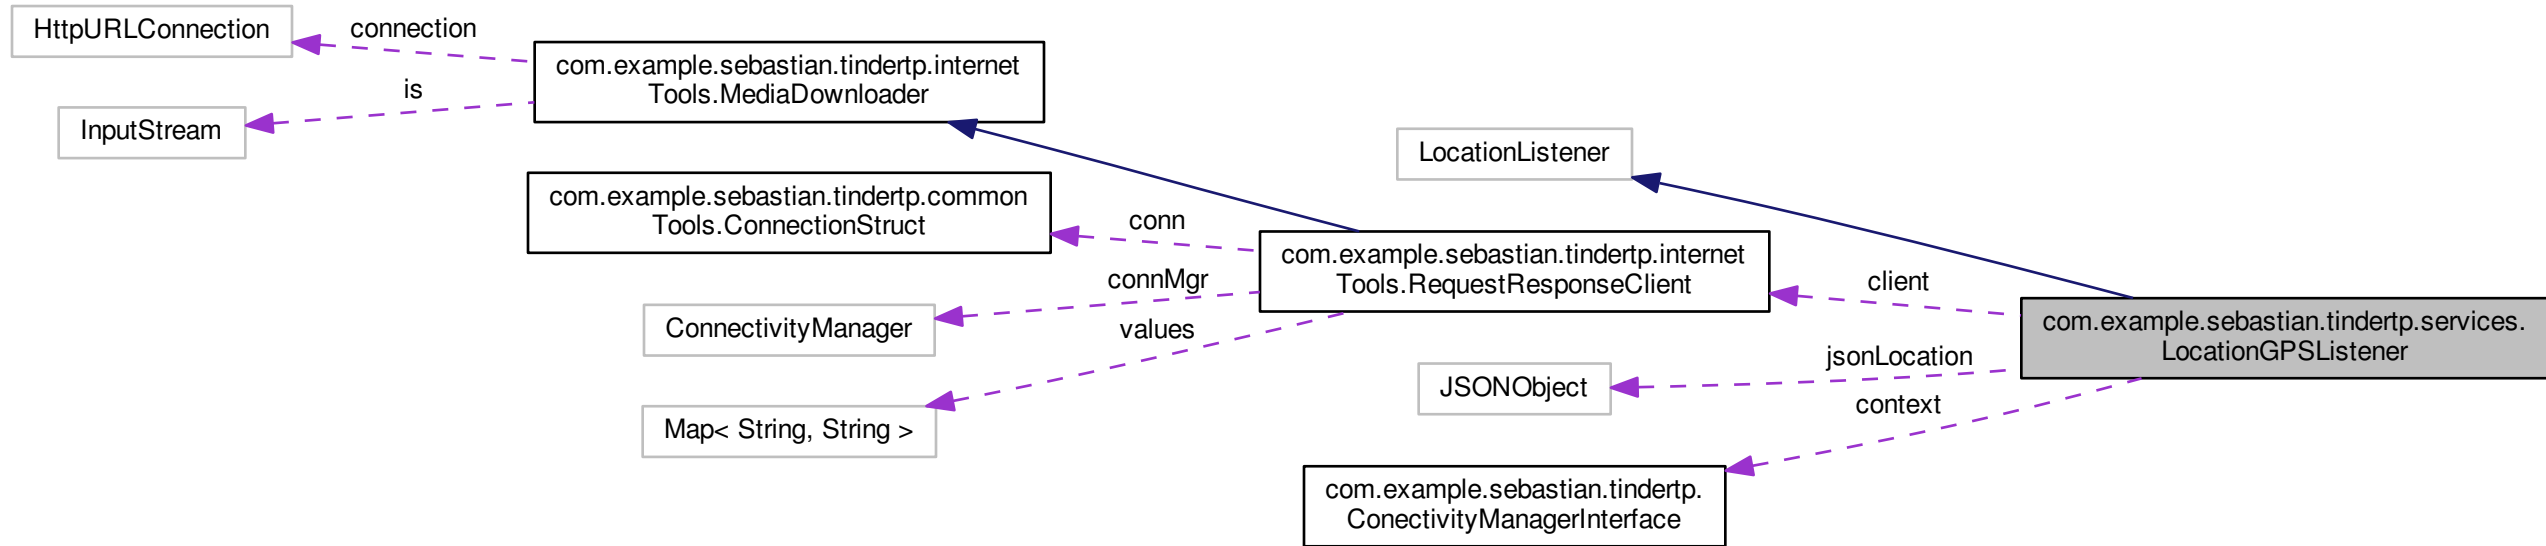 HttpURLConnection
connection
com.example.sebastian.tindertp.internet
Tools.MediaDownloader
is
InputStream
LocationListener
com.example.sebastian.tindertp.common
Tools.ConnectionStruct
conn
com.example.sebastian.tindertp.internet
Tools.RequestResponseClient
connMgr
client
ConnectivityManager
values
com.example.sebastian.tindertp.services.
LocationGPSListener
jsonLocation
JSONObject
context
Map< String, String >
com.example.sebastian.tindertp.
ConectivityManagerInterface